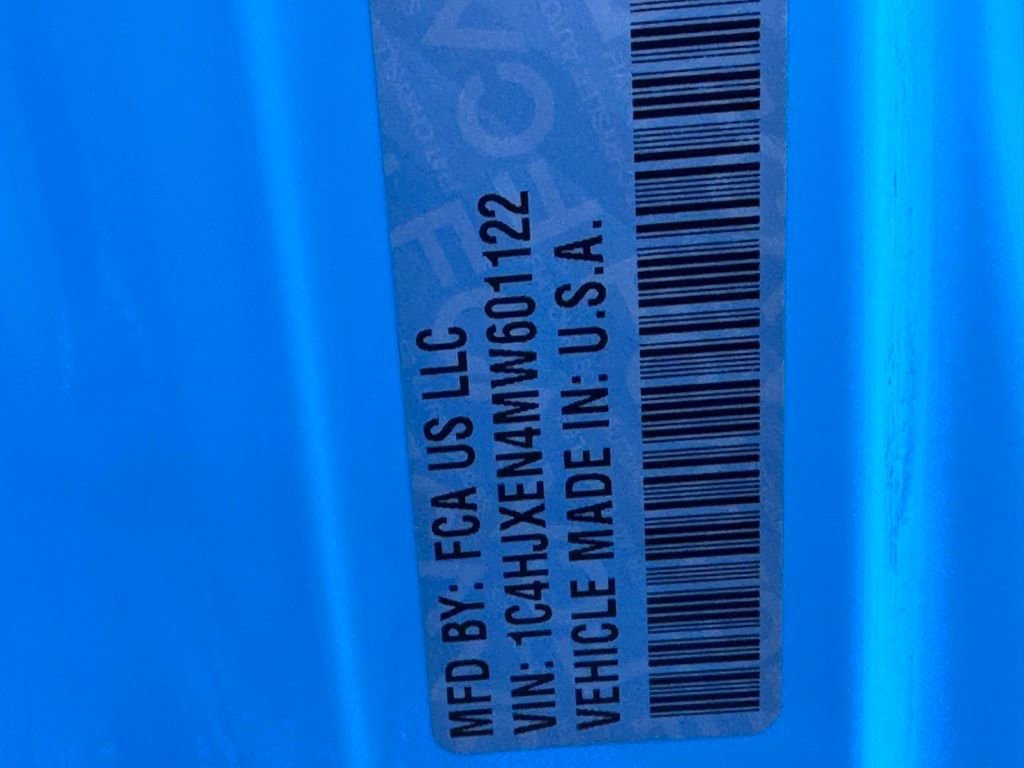 MFD BY: FCA US LLC
VIN: 1C4HJXEN4MW601122
VEHICLE MADE IN: U.S.A.